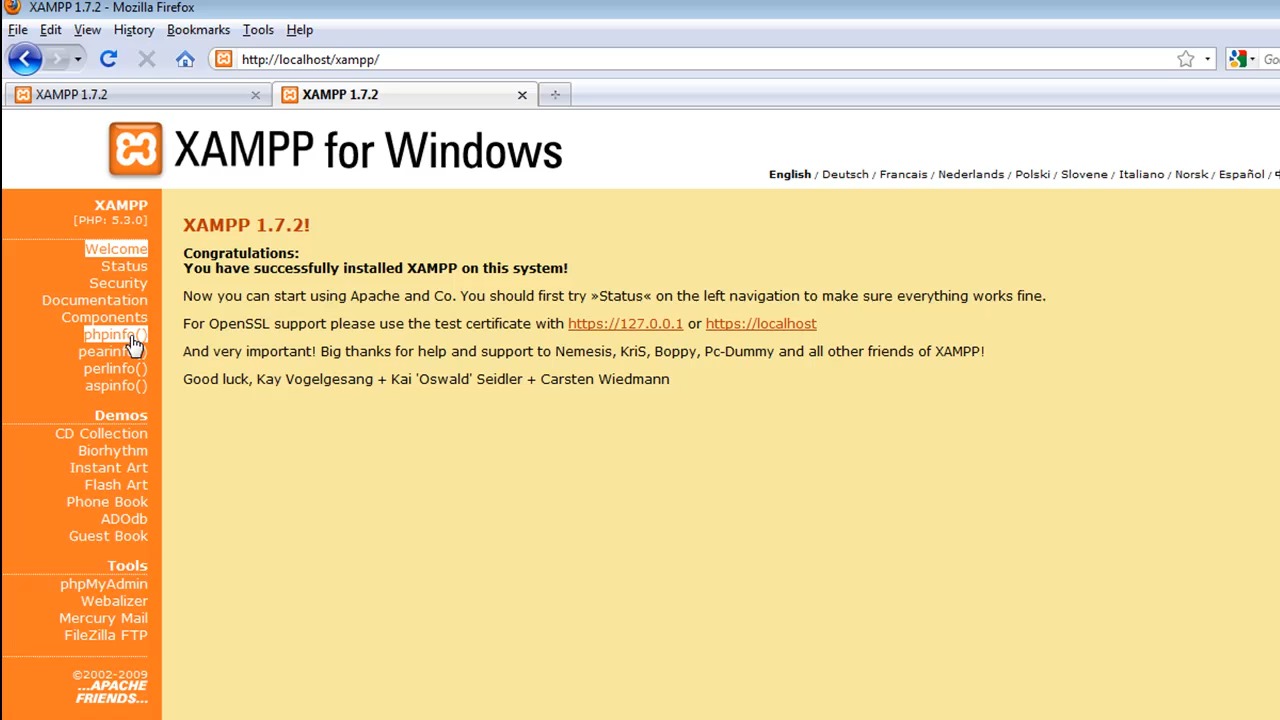 XAMPP 1.7.2 - Mozilla Firefox
File Edit View History Bookmarks Tools Help
http://localhost/xampp/
XAMPP 1.7.2
XAMPP 1.7.2
XAMPP for Windows
English / Deutsch / Francais / Nederlands / Polski / Slovene / Italiano / Norsk / Español /
XAMPP
[PHP: 5.3.0]
Welcome
Status
Security
Documentation
Components
phpinfo()
pearinfo()
perlinfo()
aspinfo()
Demos
CD Collection
Biorhythm
Instant Art
Flash Art
Phone Book
ADOdb
Guest Book
Tools
phpMyAdmin
Webalizer
Mercury Mail
FileZilla FTP
©2002-2009
...APACHE
FRIENDS...
XAMPP 1.7.2!
Congratulations:
You have successfully installed XAMPP on this system!
Now you can start using Apache and Co. You should first try »Status« on the left navigation to make sure everything works fine.
For OpenSSL support please use the test certificate with https://127.0.0.1 or https://localhost
And very important! Big thanks for help and support to Nemesis, KriS, Boppy, Pc-Dummy and all other friends of XAMPP!
Good luck, Kay Vogelgesang + Kai 'Oswald' Seidler + Carsten Wiedmann